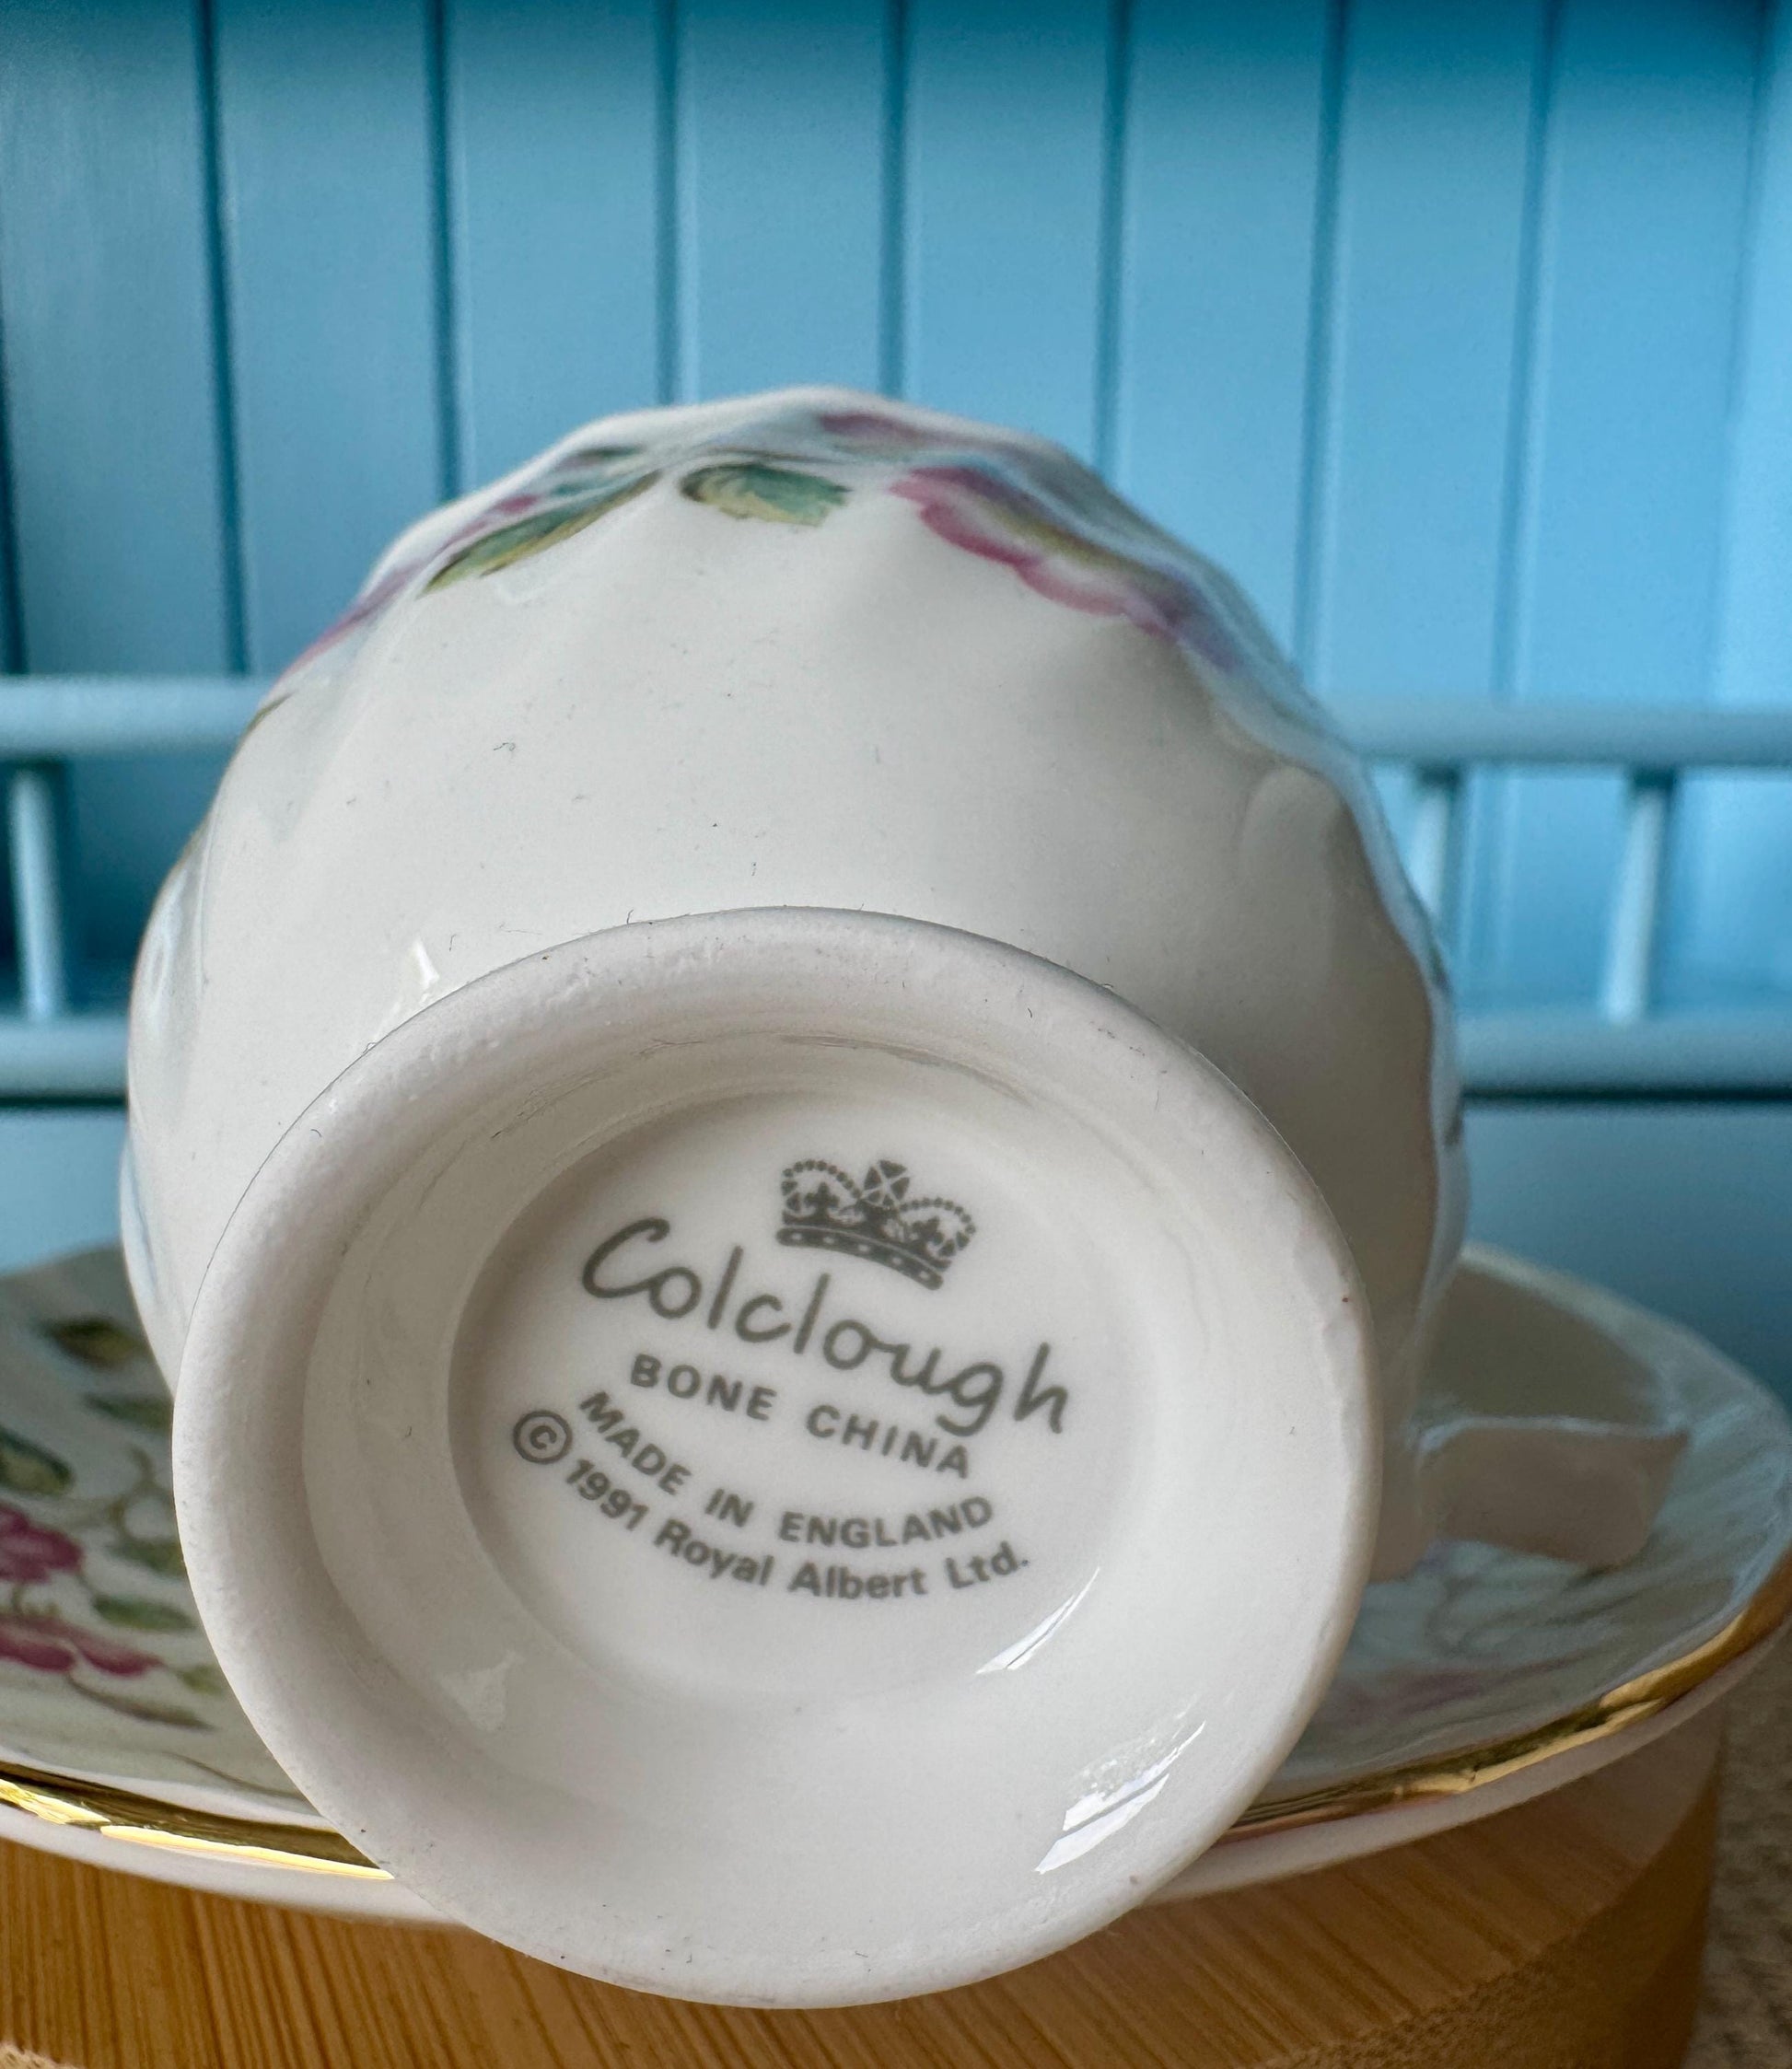 Colclough
BONE CHINA
MADE IN ENGLAND
© 1991 Royal Albert Ltd.